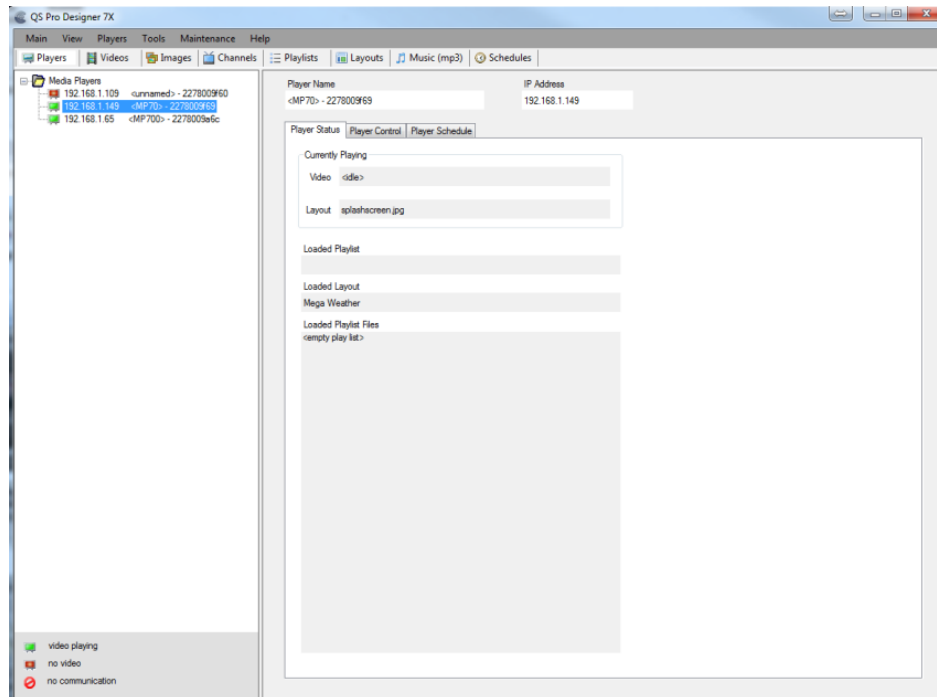 QS Pro Designer 7X
Main View Players Tools Maintenance Help
Players Videos Images Channels Playlists Layouts Music (mp3) Schedules
Media Players
192.168.1.109 <unnamed> - 2278009f60
192.168.1.149 <MP70> - 2278009f69
192.168.1.65 <MP700> - 2278009a6c
Player Name IP Address
<MP70> - 2278009f69 192.168.1.149
Player Status Player Control Player Schedule
Currently Playing
Video <idle>
Layout splashscreen.jpg
Loaded Playlist
Loaded Layout
Mega Weather
Loaded Playlist Files
<empty play list>
video playing
no video
no communication